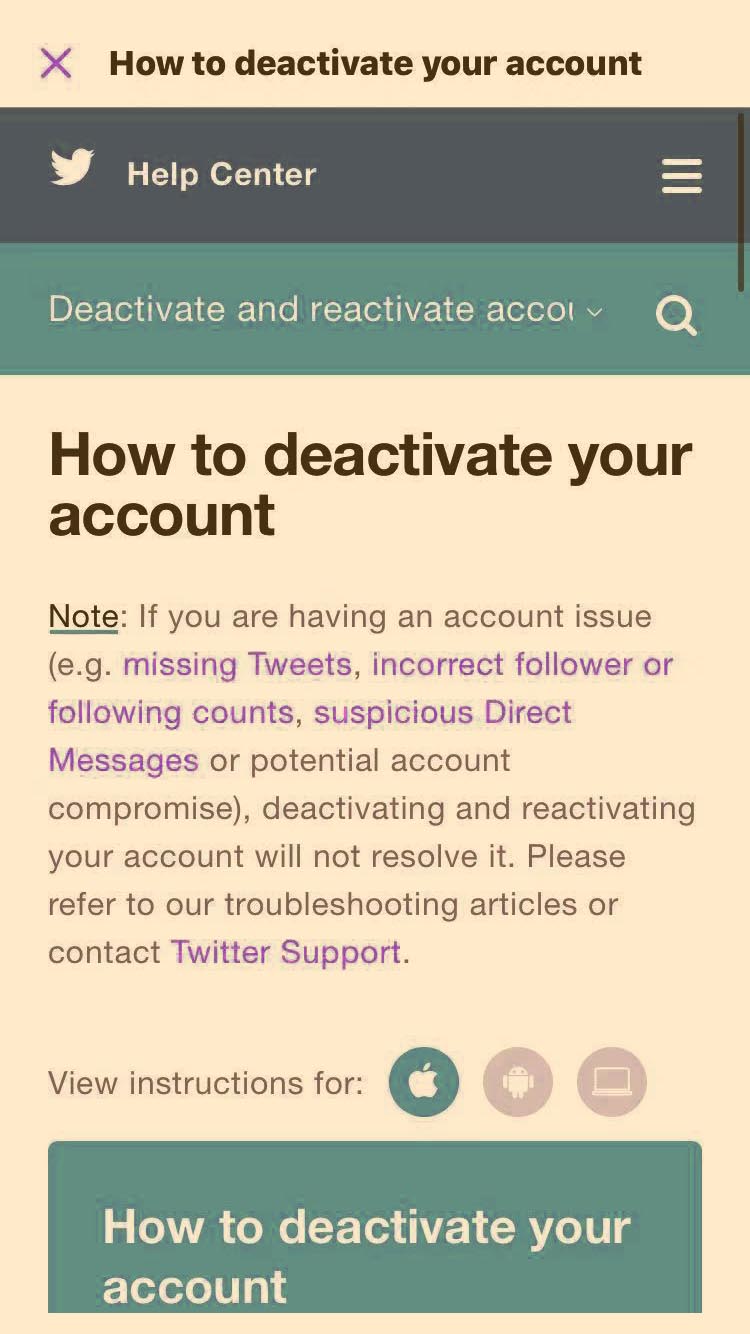 How to deactivate your account
Help Center
Deactivate and reactivate
How to deactivate your
account
Note: If you are having an account issue
(e.g. missing Tweets, incorrect follower or
following counts, suspicious Direct
Messages or potential account
compromise), deactivating and reactivating
your account will not resolve it. Please
refer to our troubleshooting articles or
contact Twitter Support.
View instructions for:
How to deactivate your
account